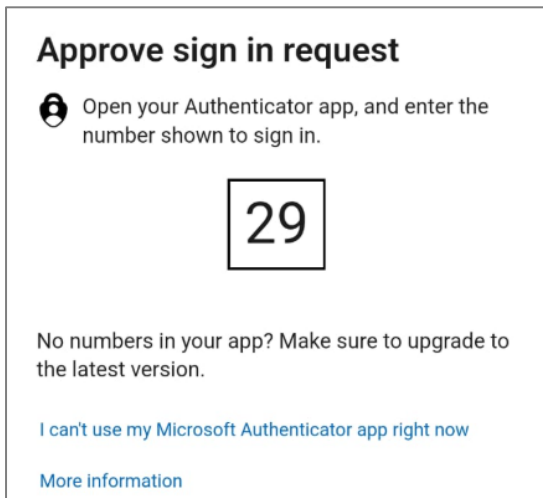 Approve sign in request
Open your Authenticator app, and enter the
number shown to sign in.
29
No numbers in your app? Make sure to upgrade to
the latest version.
I can't use my Microsoft Authenticator app right now
More information